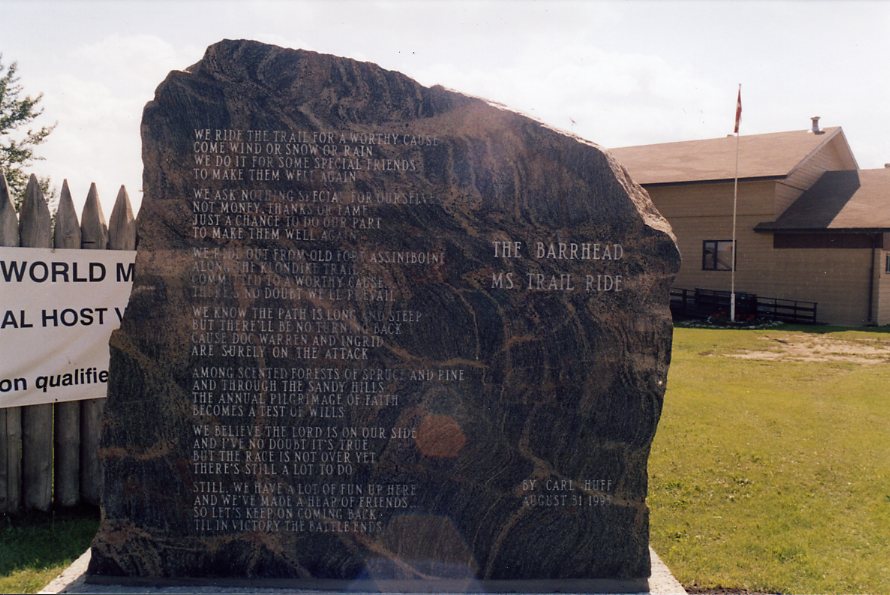 WE RIDE THE TRAIL FOR A WORTHY CAUSE
COME WIND OR SNOW OR RAIN
WE DO IT FOR SOME SPECIAL FRIENDS
TO MAKE THEM WELL AGAIN
WE ASK NOTHING SPECIAL FOR OURSELVES
NOT MONEY, THANKS OR FAME
JUST A CHANCE TO DO OUR PART
TO MAKE THEM WELL AGAIN
WE RIDE OUT FROM OLD FORT ASSINIBOINE
ALONG THE KLONDIKE TRAIL
COMMITTED TO A WORTHY CAUSE
THERE'S NO DOUBT WE'LL PREVAIL
WE KNOW THE PATH IS LONG AND STEEP
BUT THERE'LL BE NO TURNING BACK
CAUSE DOC WARREN AND INGRID
ARE SURELY ON THE ATTACK
AMONG SCENTED FORESTS OF SPRUCE AND PINE
AND THROUGH THE SANDY HILLS
THE ANNUAL PILGRIMAGE OF FAITH
BECOMES A TEST OF WILLS
WE BELIEVE THE LORD IS ON OUR SIDE
AND I'VE NO DOUBT IT'S TRUE
BUT THE RACE IS NOT OVER YET
THERE'S STILL A LOT TO DO
STILL, WE HAVE A LOT OF FUN UP HERE
AND WE'VE MADE A HEAP OF FRIENDS
SO LET'S KEEP ON COMING BACK
'TIL IN VICTORY THE BATTLE ENDS
THE BARRHEAD
MS TRAIL RIDE
BY CARL HUFF
AUGUST 31
WORLD M
AL HOST
on qualifie